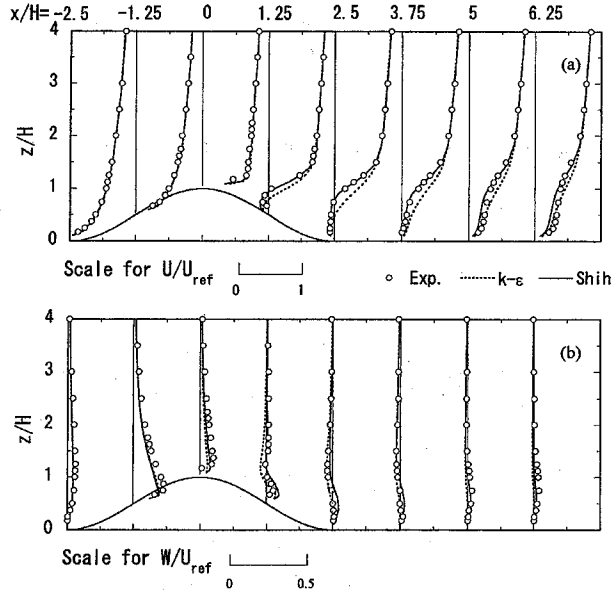 x/H= -2.5 -1.25 0 1.25 2.5 3.75 5 6.25
4
(a)
3
z/H
2
1
0
Scale for U/Uref
0 1
Exp. k-ε Shih
4
(b)
3
z/H
2
1
0
Scale for W/Uref
0 0.5